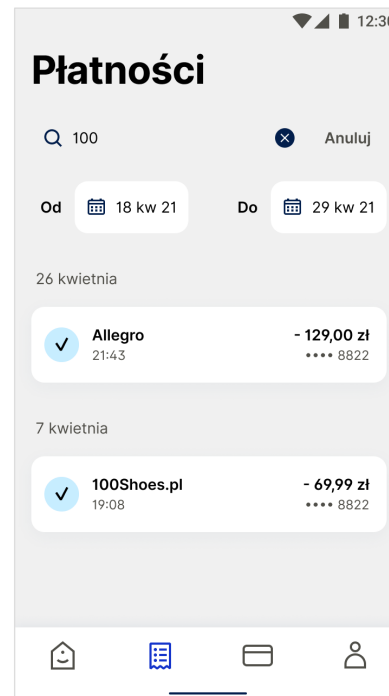 12:30
Płatności
100 Anuluj
Od 18 kw 21 Do 29 kw 21
26 kwietnia
Allegro - 129,00 zł
21:43 •••• 8822
7 kwietnia
100Shoes.pl - 69,99 zł
19:08 •••• 8822